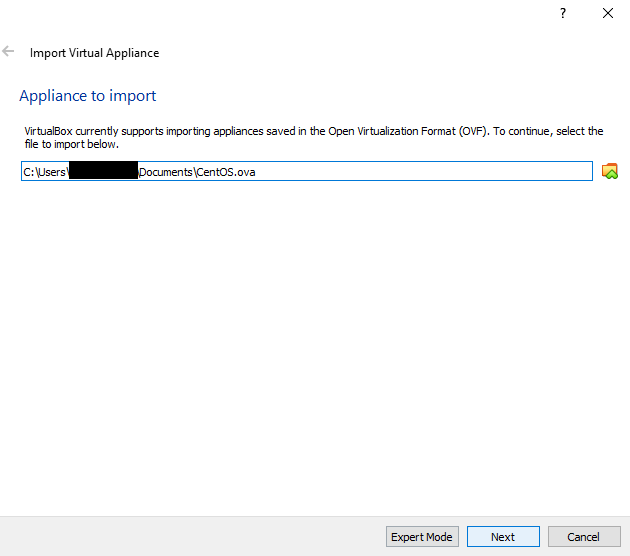 ?
Import Virtual Appliance
Appliance to import
VirtualBox currently supports importing appliances saved in the Open Virtualization Format (OVF). To continue, select the
file to import below.
C:\Users\ \Documents\CentOS.ova
Expert Mode Next Cancel